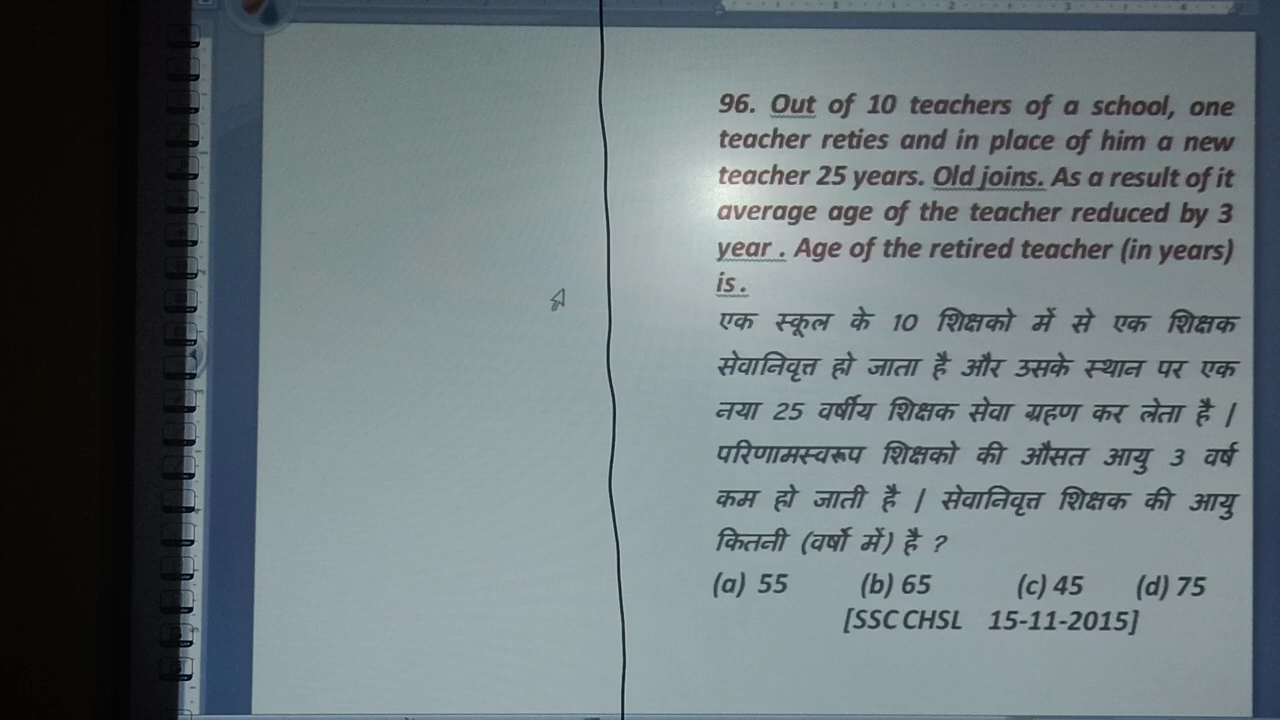 96. Out of 10 teachers of a school, one
teacher reties and in place of him a new
teacher 25 years. Old joins. As a result of it
average age of the teacher reduced by 3
year . Age of the retired teacher (in years)
is .
एक स्कूल के 10 शिक्षको में से एक शिक्षक
सेवानिवृत्त हो जाता है और उसके स्थान पर एक
नया 25 वर्षीय शिक्षक सेवा ग्रहण कर लेता है |
परिणामस्वरूप शिक्षको की औसत आयु 3 वर्ष
कम हो जाती है | सेवानिवृत्त शिक्षक की आयु
कितनी (वर्षो में) है ?
(a) 55 (b) 65 (c) 45 (d) 75
[SSC CHSL 15-11-2015]